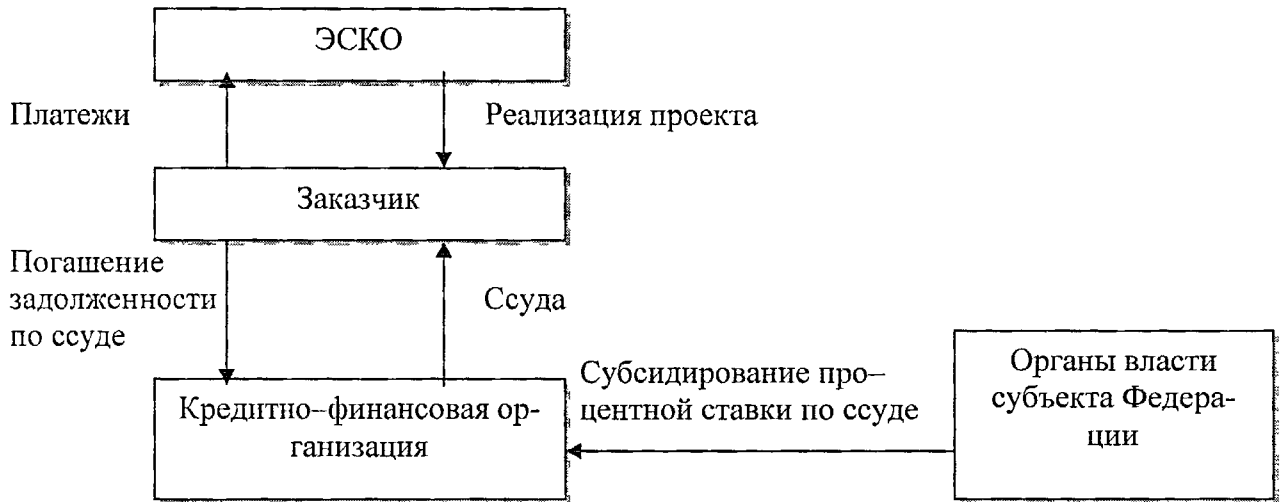 ЭСКО
Платежи
Реализация проекта
Заказчик
Погашение
задолженности
по ссуде
Ссуда
Субсидирование про–
центной ставки по ссуде
Органы власти
субъекта Федера-
ции
Кредитно–финансовая ор-
ганизация